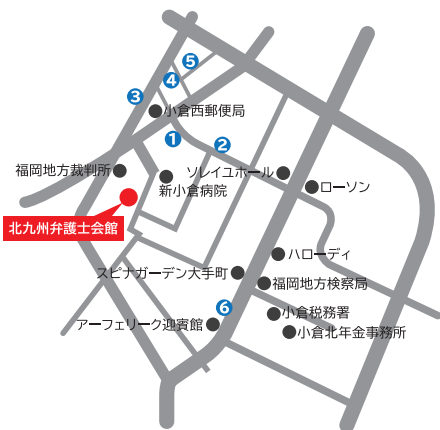 5
4
3
小倉西郵便局
1
2
福岡地方裁判所
新小倉病院
ソレイユホール
ローソン
北九州弁護士会館
ハローディ
スピナガーデン大手町
福岡地方検察局
6
小倉税務署
アーフェリーク迎賓館
小倉北年金事務所